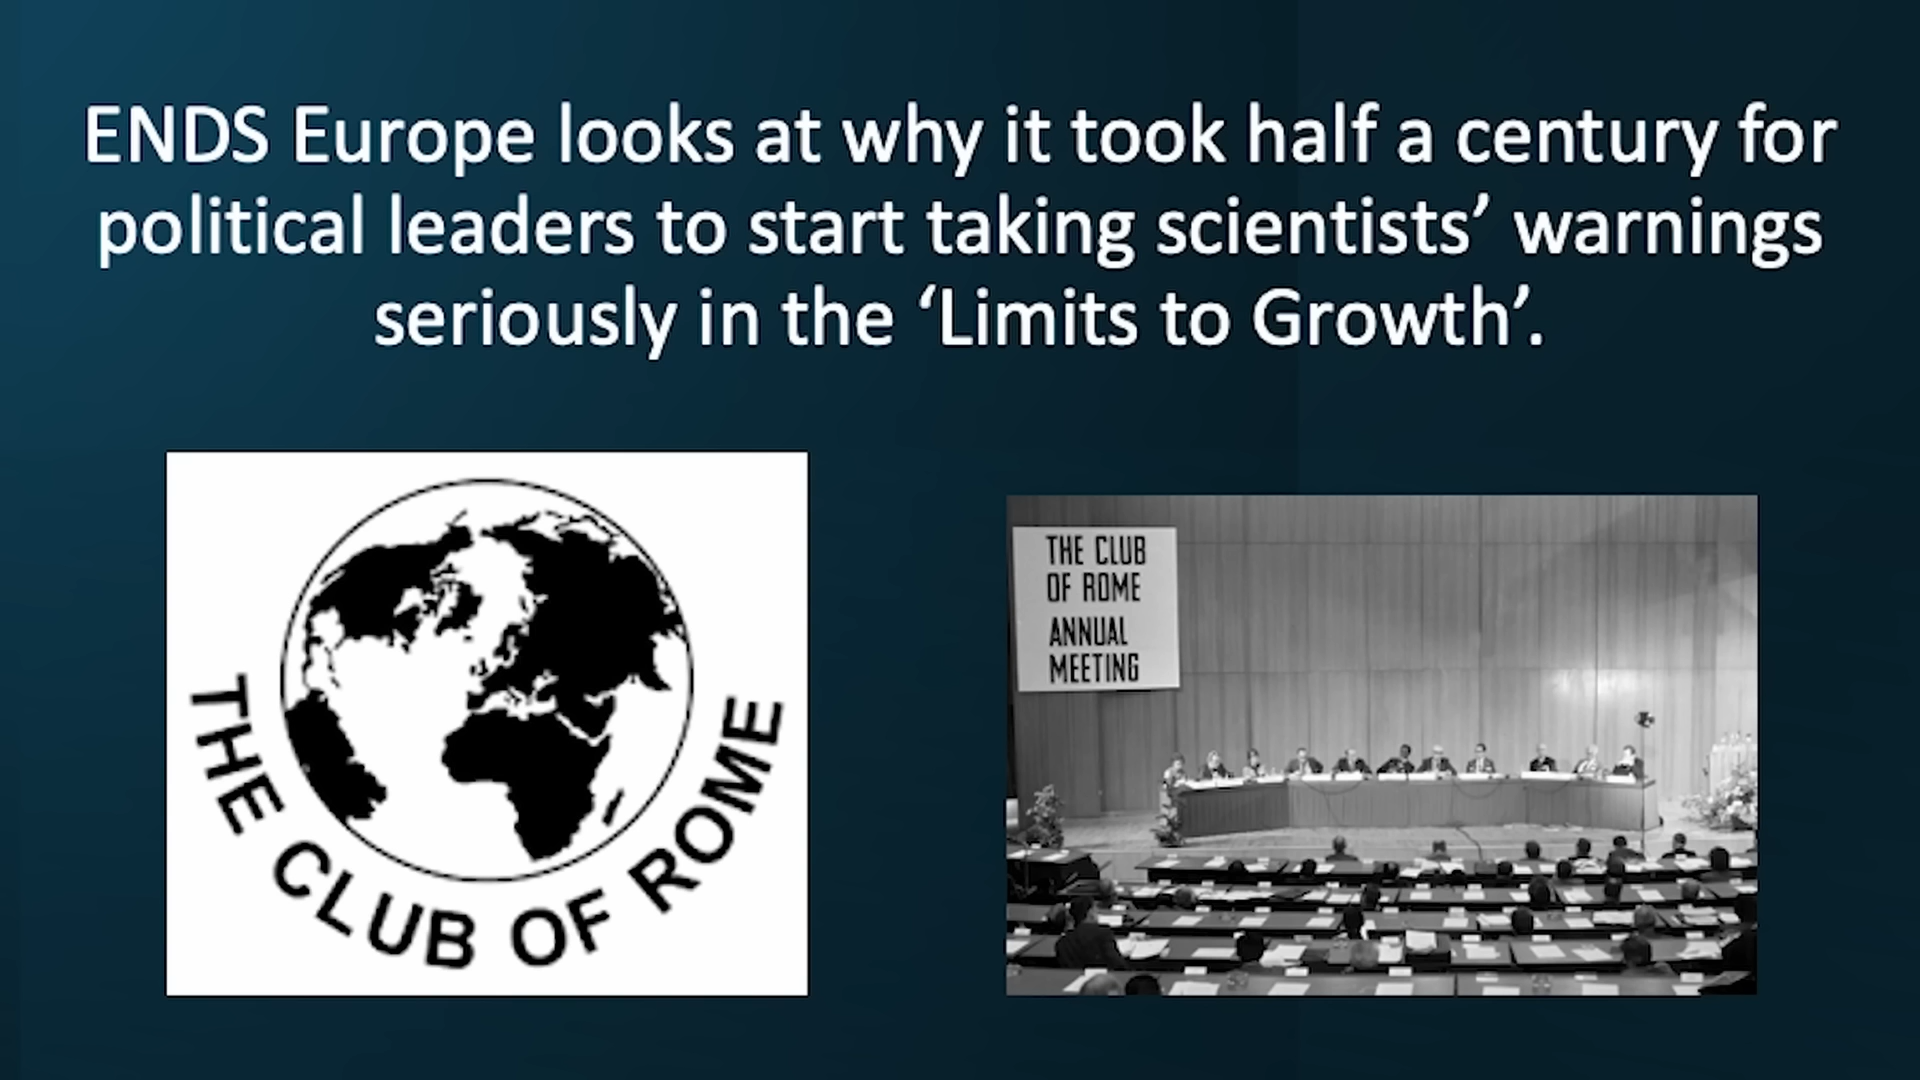 ENDS Europe looks at why it took half a century for
political leaders to start taking scientists’ warnings
seriously in the ‘Limits to Growth’.
THE CLUB OF ROME
THE CLUB
OF ROME
ANNUAL
MEETING